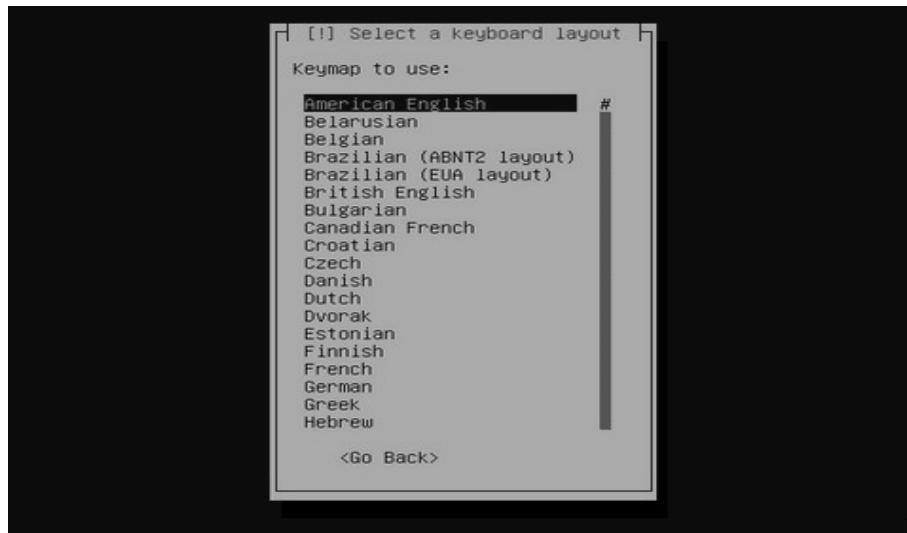 [!] Select a keyboard layout
Keymap to use:
American English #
Belarusian
Belgian
Brazilian (ABNT2 layout)
Brazilian (EUA layout)
British English
Bulgarian
Canadian French
Croatian
Czech
Danish
Dutch
Dvorak
Estonian
Finnish
French
German
Greek
Hebrew
<Go Back>